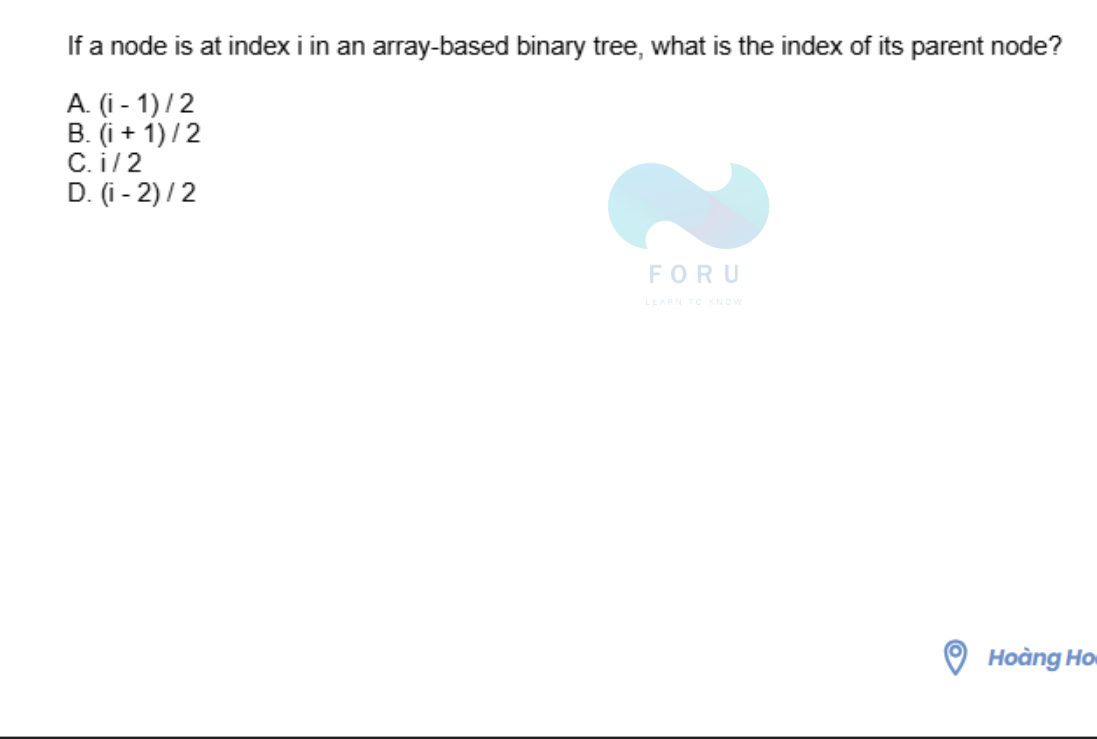 If a node is at index i in an array-based binary tree, what is the index of its parent node?
A. (i - 1) / 2
B. (i + 1) / 2
C. i / 2
D. (i - 2) / 2
FORU
LEARN TO KNOW
Hoàng